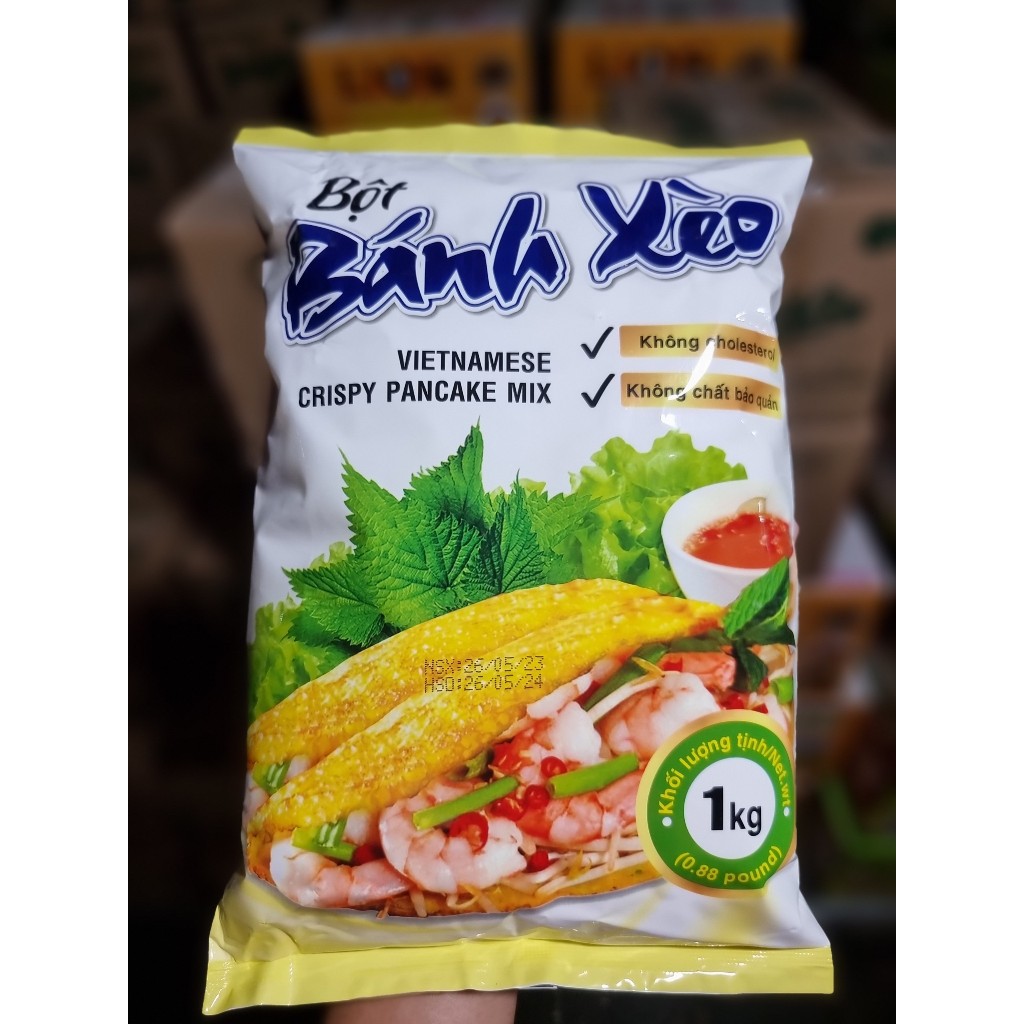 Bột
Bánh Xèo
VIETNAMESE
CRISPY PANCAKE MIX
Không cholesterol
Không chất bảo quản
NSX:26/05/23
HSD:26/05/24
Khối lượng tịnh/Net.wt
1kg
(0.88 pound)